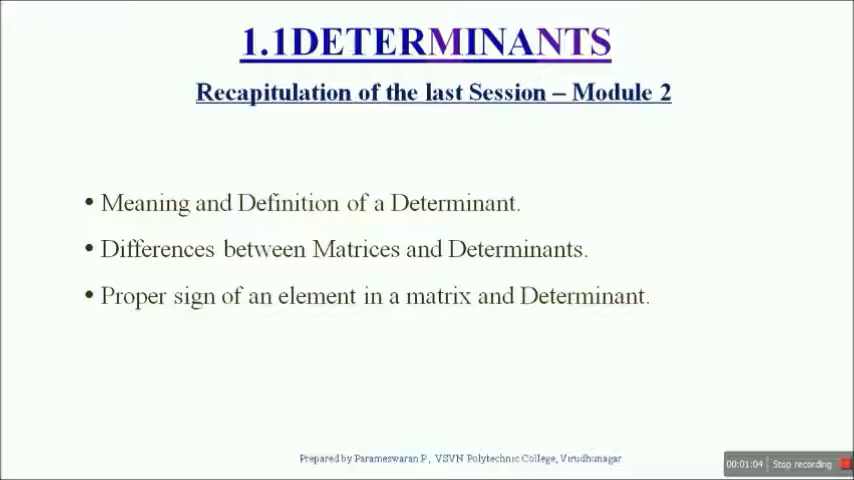 1.1DETERMINANTS
Recapitulation of the last Session – Module 2
• Meaning and Definition of a Determinant.
• Differences between Matrices and Determinants.
• Proper sign of an element in a matrix and Determinant.
Prepared by Parameswaran P , VSVN Polytechnic College, Virudhunagar
00:01:04 Stop recording